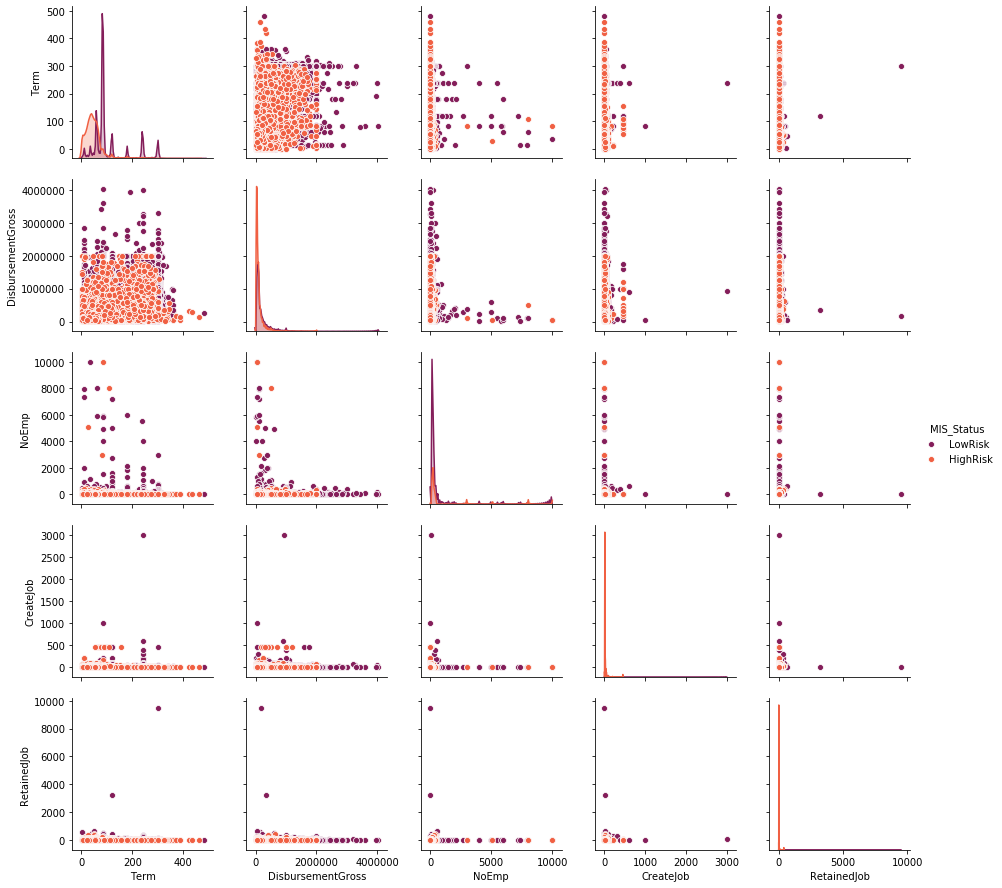 500
400
300
200
100
0
Term
4000000
3000000
2000000
1000000
0
DisbursementGross
10000
8000
6000
4000
2000
0
NoEmp
MIS_Status
LowRisk
HighRisk
3000
2500
2000
1500
1000
500
0
CreateJob
10000
8000
6000
4000
2000
0
RetainedJob
0 200 400
Term
0 2000000 4000000
DisbursementGross
0 5000 10000
NoEmp
0 1000 2000 3000
CreateJob
0 5000 10000
RetainedJob